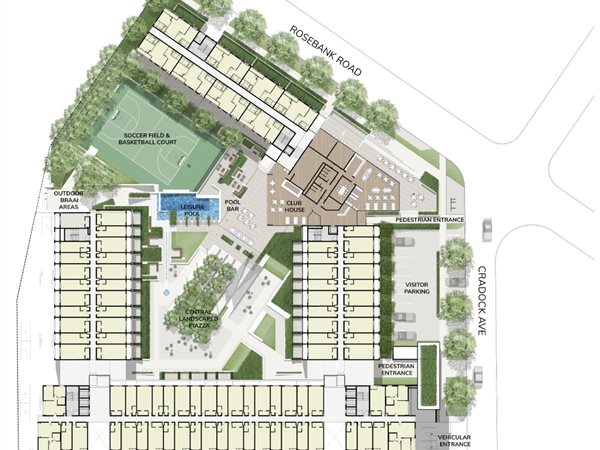 ROSEBANK ROAD
SOCCER FIELD &
BASKETBALL COURT
OUTDOOR
BRAAI
AREAS
LEISURE
POOL
POOL
BAR
CLUB
HOUSE
PEDESTRIAN ENTRANCE
CRADOCK AVE
VISITOR
PARKING
CENTRAL
LANDSCAPED
PIAZZA
PEDESTRIAN
ENTRANCE
VEHICULAR
ENTRANCE